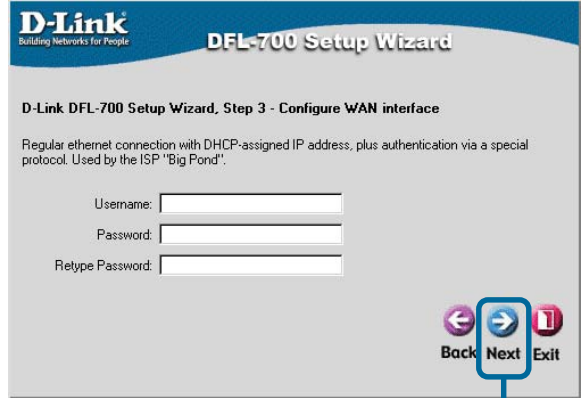 D-Link
Building Networks for People
DFL-700 Setup Wizard
D-Link DFL-700 Setup Wizard, Step 3 - Configure WAN interface
Regular ethernet connection with DHCP-assigned IP address, plus authentication via a special
protocol. Used by the ISP "Big Pond".
Username:
Password:
Retype Password:
Back Next Exit